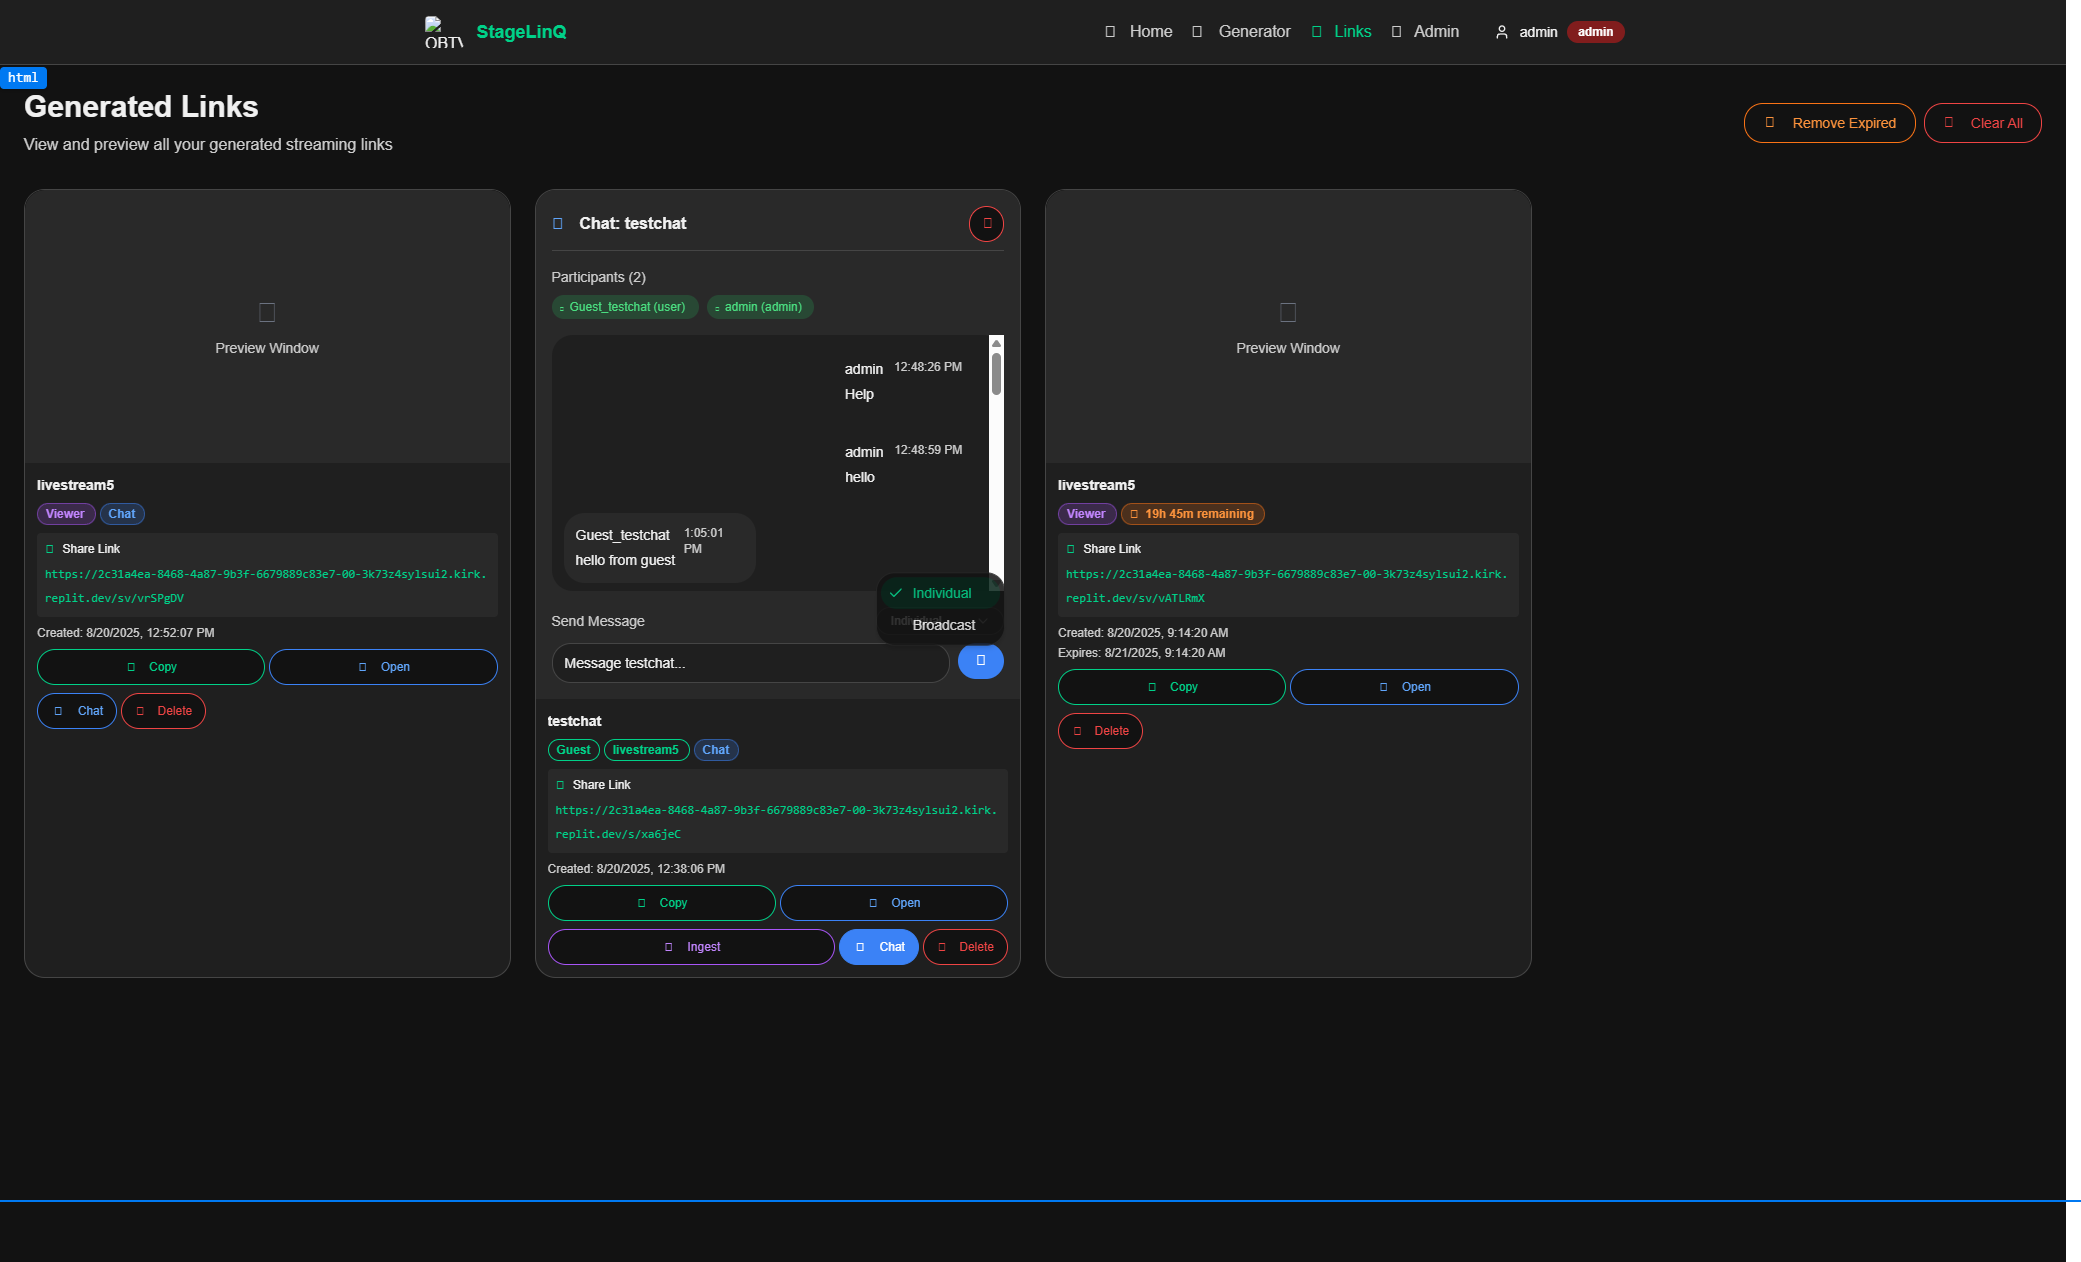 OBTV
StageLinQ
Home
Generator
Links
Admin
admin
admin
html
Generated Links
View and preview all your generated streaming links
Remove Expired
Clear All
Preview Window
livestream5
Viewer
Chat
Share Link
https://2c31a4ea-8468-4a87-9b3f-6679889c83e7-00-3k73z4sylsui2.kirk.
replit.dev/sv/vrSPgDV
Created: 8/20/2025, 12:52:07 PM
Copy
Open
Chat
Delete
Chat: testchat
Participants (2)
Guest_testchat (user)
admin (admin)
admin 12:48:26 PM
Help
admin 12:48:59 PM
hello
Guest_testchat 1:05:01
PM
hello from guest
Individual
Broadcast
Send Message
Message testchat...
testchat
Guest
livestream5
Chat
Share Link
https://2c31a4ea-8468-4a87-9b3f-6679889c83e7-00-3k73z4sylsui2.kirk.
replit.dev/s/xa6jeC
Created: 8/20/2025, 12:38:06 PM
Copy
Open
Ingest
Chat
Delete
Preview Window
livestream5
Viewer
19h 45m remaining
Share Link
https://2c31a4ea-8468-4a87-9b3f-6679889c83e7-00-3k73z4sylsui2.kirk.
replit.dev/sv/vATLRmX
Created: 8/20/2025, 9:14:20 AM
Expires: 8/21/2025, 9:14:20 AM
Copy
Open
Delete